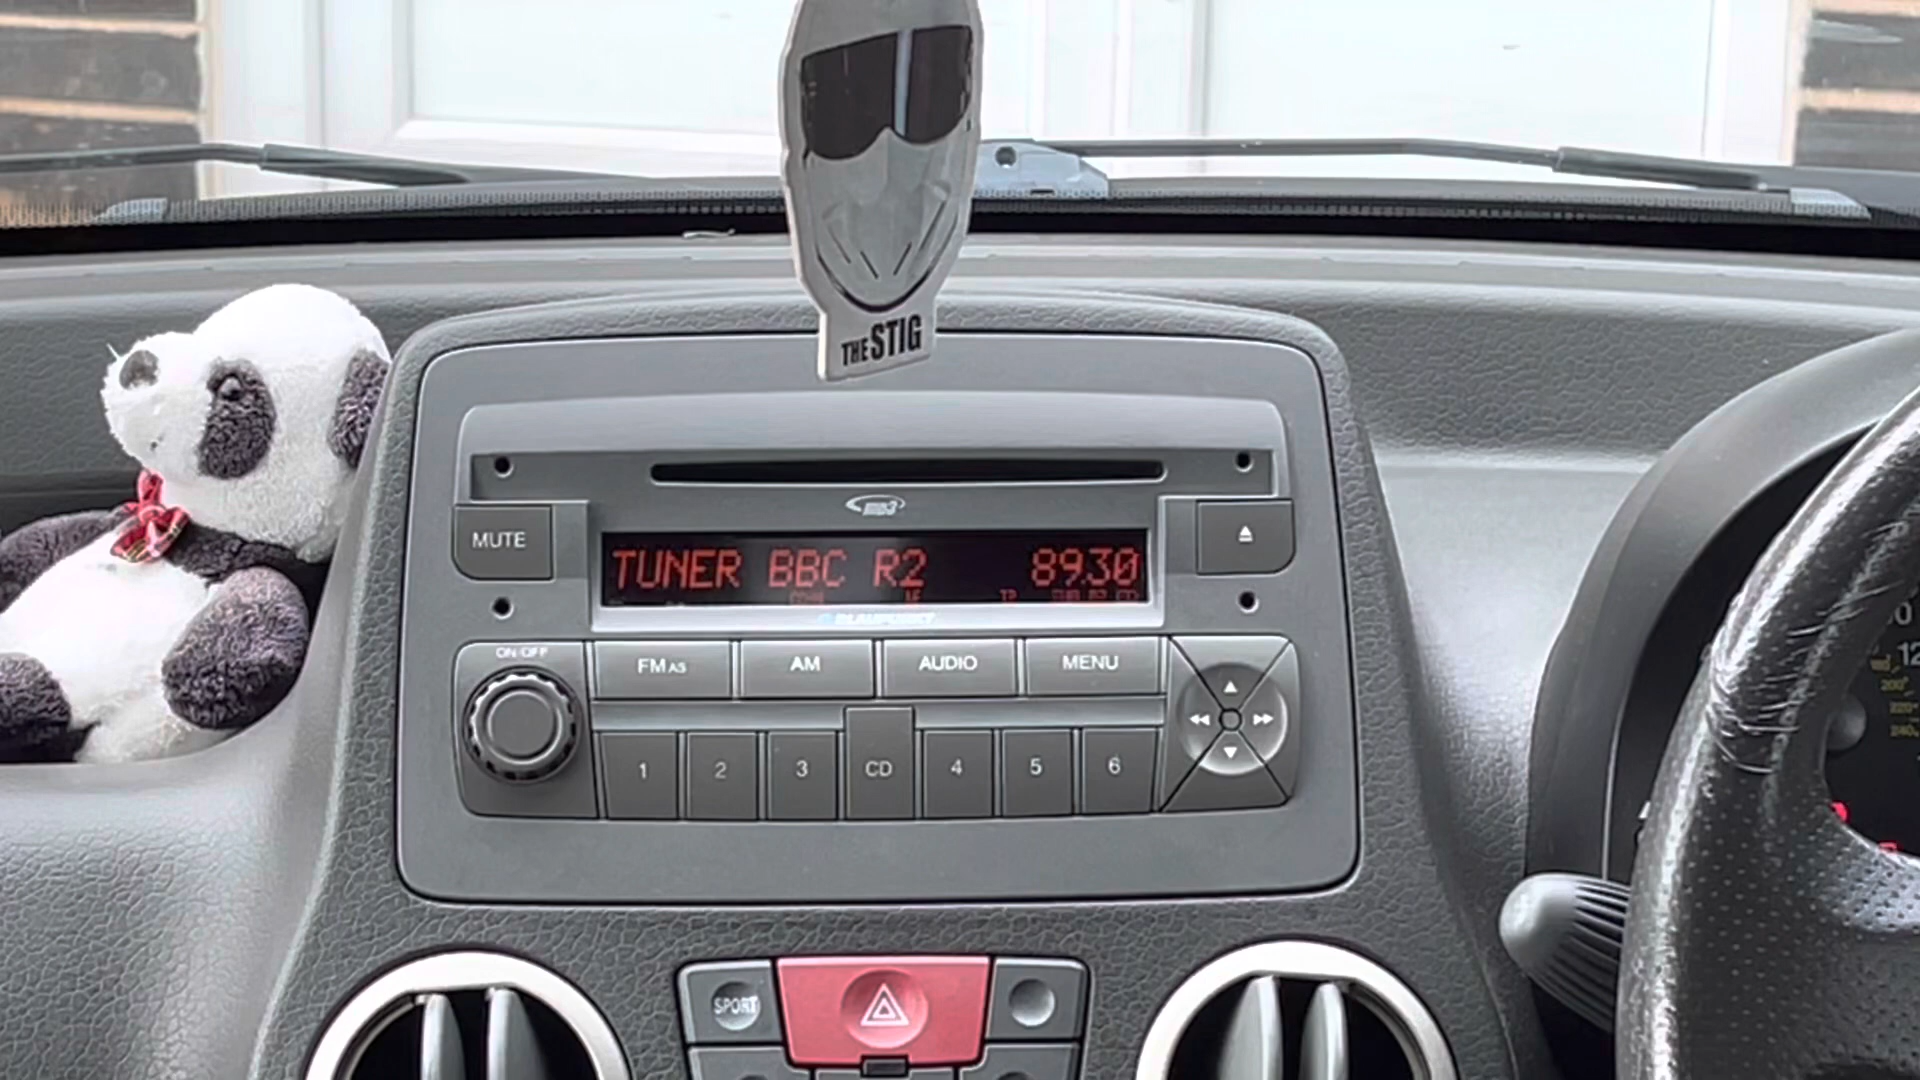 THE STIG
mp3
MUTE
TUNER BBC R2 89.30
BLAUPUNKT
ON/OFF
FM AS AM AUDIO MENU
1 2 3 CD 4 5 6
SPORT